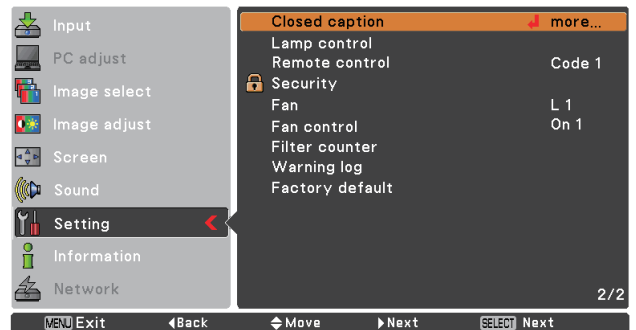 Input
PC adjust
Image select
Image adjust
Screen
Sound
Setting
Information
Network
Closed caption more...
Lamp control
Remote control Code 1
Security
Fan L 1
Fan control On 1
Filter counter
Warning log
Factory default
2/2
MENU Exit Back Move Next SELECT Next